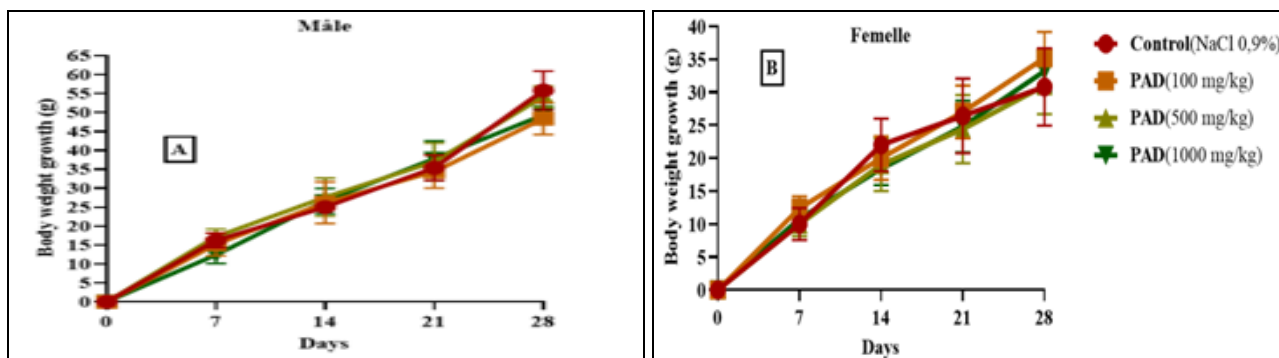 Mâle
Body weight growth (g)
65
60
55
50
45
40
35
30
25
20
15
10
5
0
A
0 7 14 21 28
Days
Femelle
Body weight growth (g)
40
35
30
25
20
15
10
5
0
B
0 7 14 21 28
Days
Control(NaCl 0,9%)
PAD(100 mg/kg)
PAD(500 mg/kg)
PAD(1000 mg/kg)